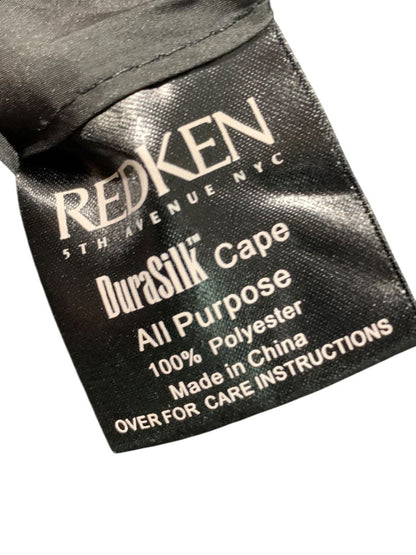 REDKEN
5TH AVENUE NYC
DuraSilk™ Cape
All Purpose
100% Polyester
Made in China
OVER FOR CARE INSTRUCTIONS